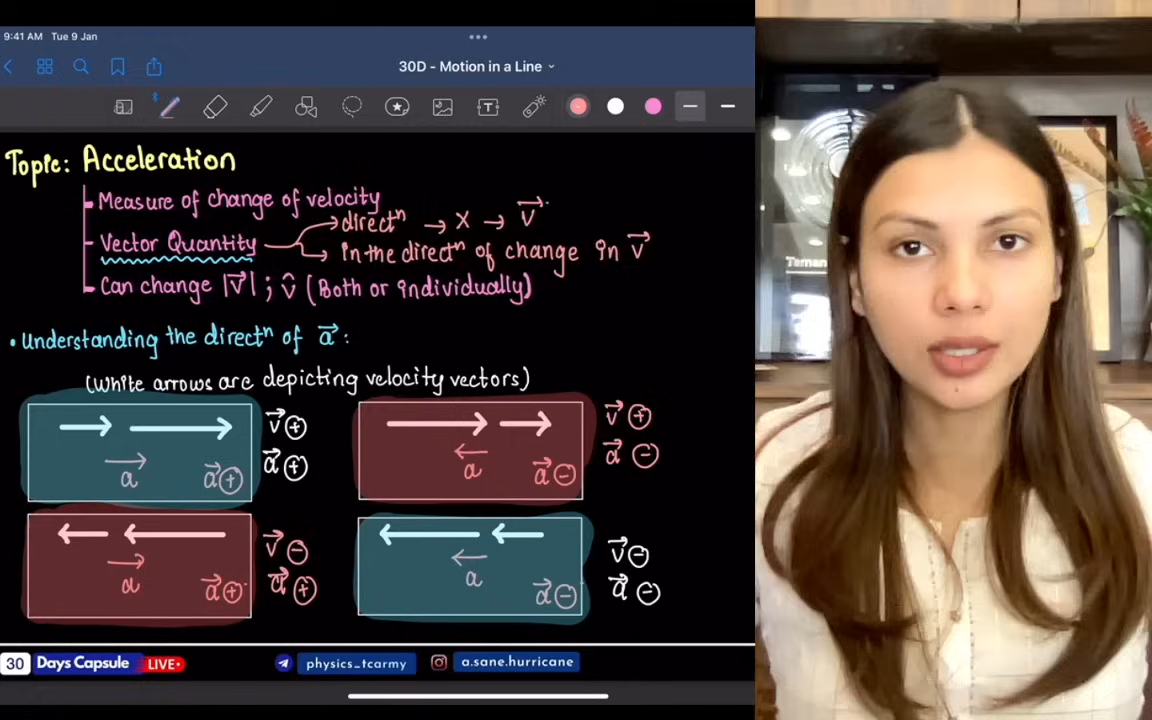 9:41 AM Tue 9 Jan
30D - Motion in a Line
Topic: Acceleration
- Measure of change of velocity
- Vector Quantity → directⁿ → X → v⃗
→ in the directⁿ of change in v⃗
- Can change |v⃗| ; v̂ (Both or individually)
• Understanding the directⁿ of a⃗ :
(White arrows are depicting velocity vectors)
v⃗ ⊕
a
a⃗ ⊕
a⃗ ⊕
v⃗ ⊕
a
a⃗ ⊖
a⃗ ⊖
v⃗ ⊖
a
a⃗ ⊕
a⃗ ⊕
v⃗ ⊖
a
a⃗ ⊖
a⃗ ⊖
30 Days Capsule LIVE
physics_tcarmy
a.sane.hurricane